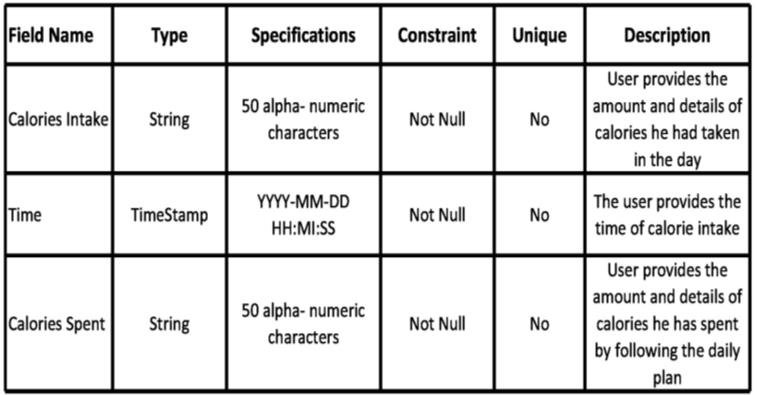 Field Name Type Specifications Constraint Unique Description
Calories Intake String 50 alpha- numeric characters Not Null No User provides the amount and details of calories he had taken in the day
Time TimeStamp YYYY-MM-DD HH:MI:SS Not Null No The user provides the time of calorie intake
Calories Spent String 50 alpha- numeric characters Not Null No User provides the amount and details of calories he has spent by following the daily plan